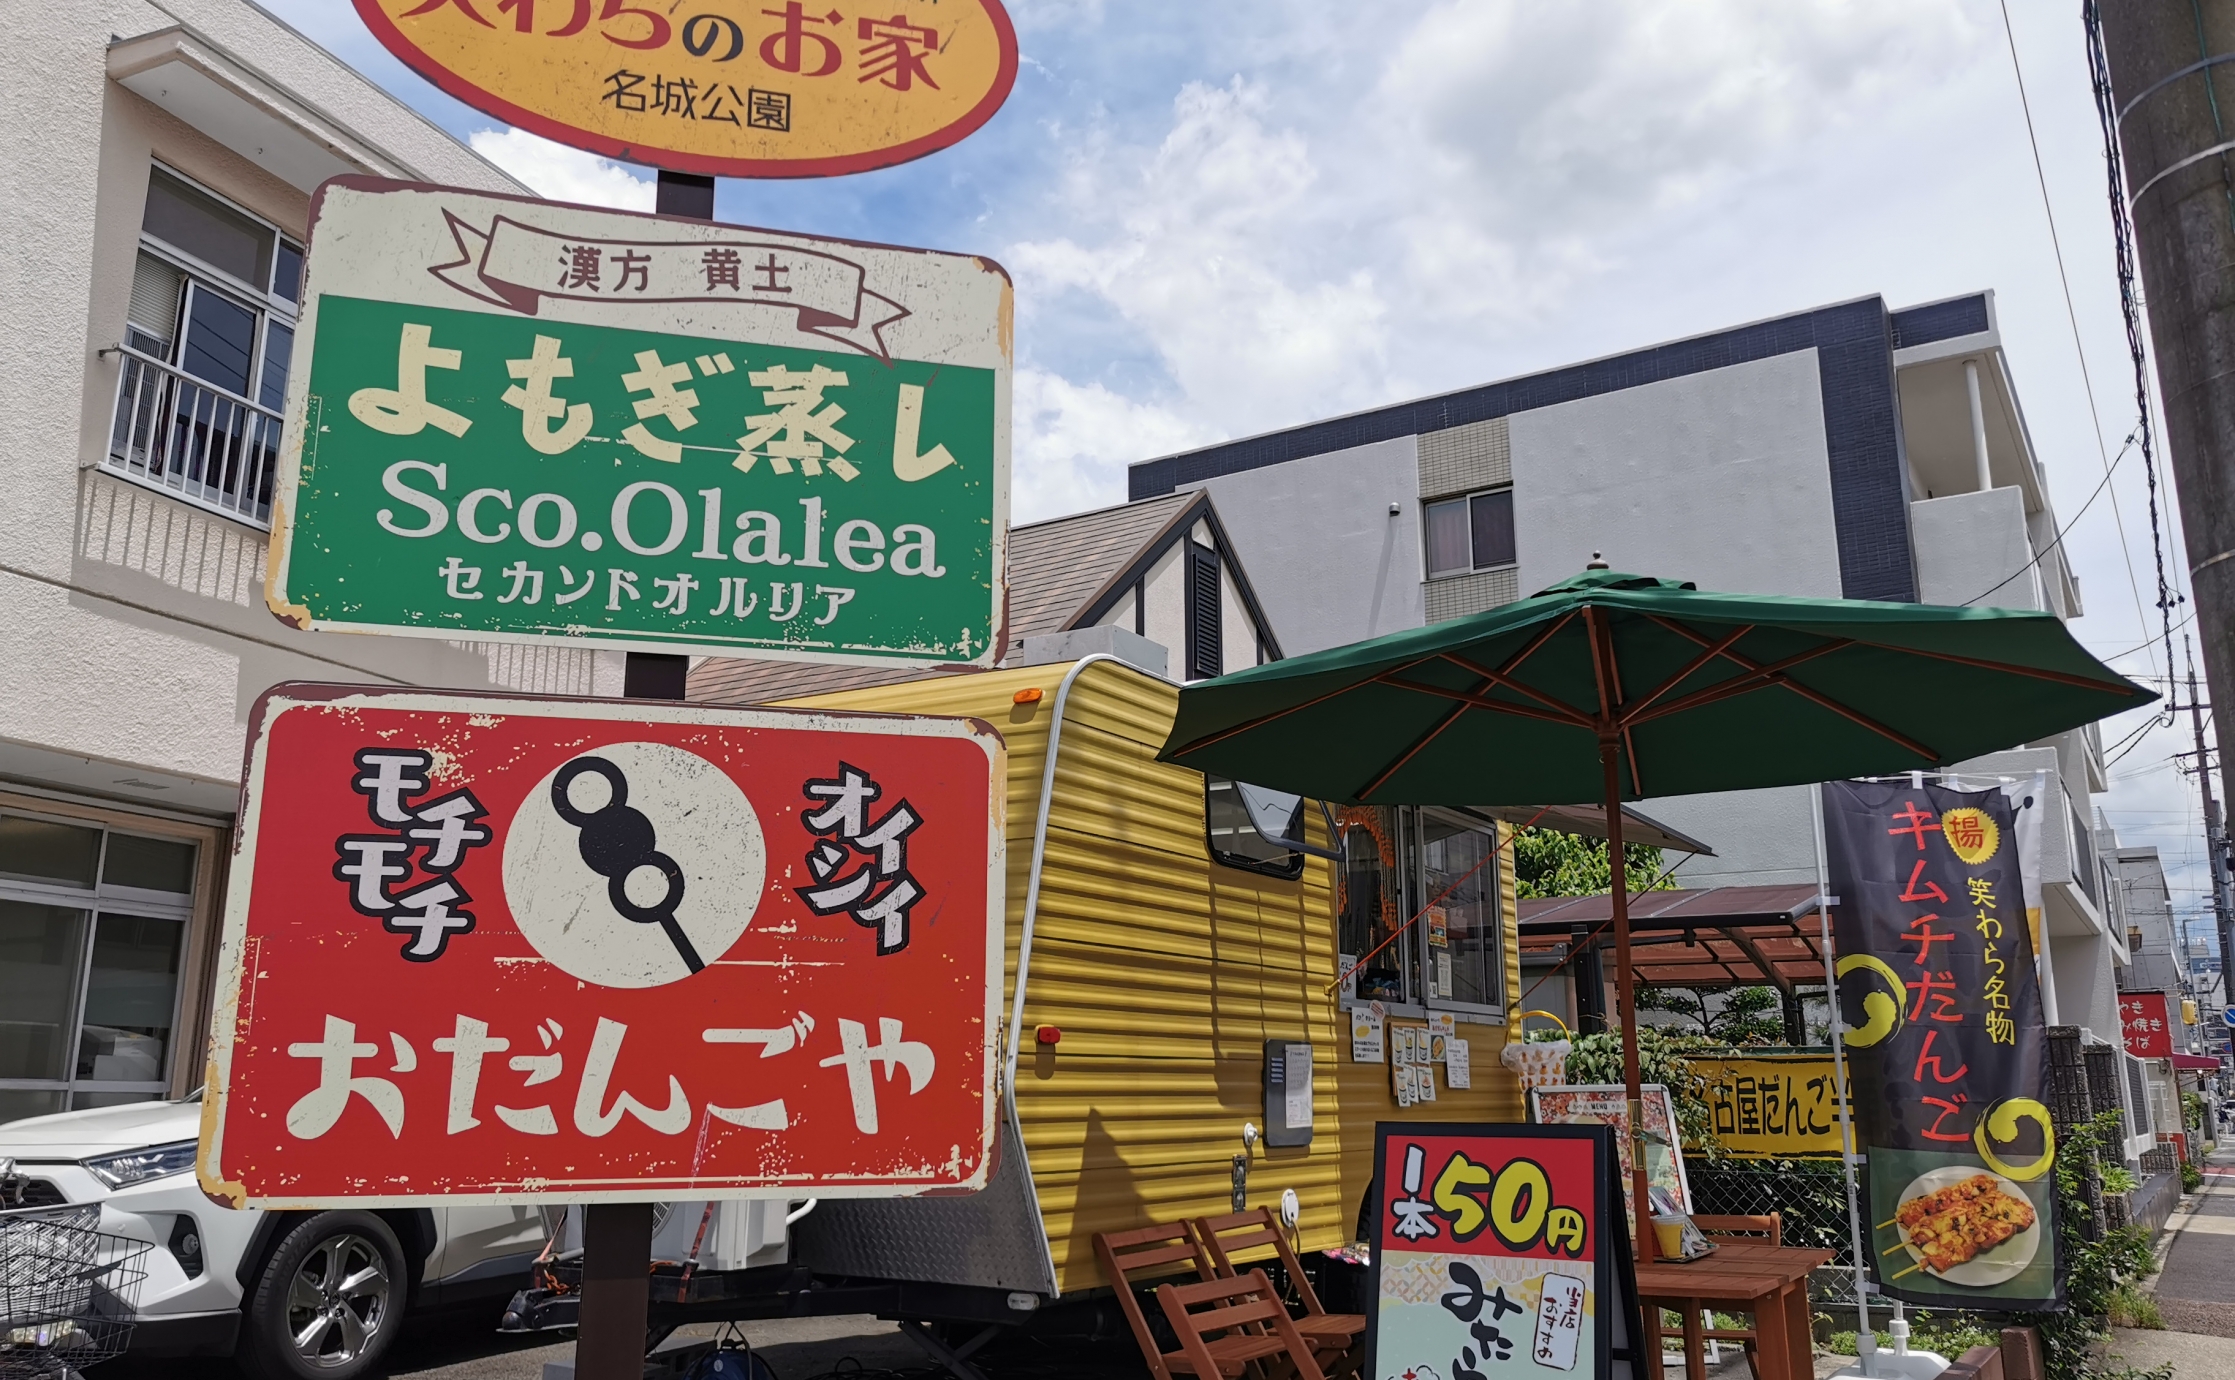 わらのお家
名城公園
漢方 黄土
よもぎ蒸し
Sco.Olalea
セカンドオルリア
モチモチ
オイシイ
おだんごや
揚
キムチだんご
笑わら名物
古屋だんご
MENU
1本50円
みた
当店おすすめ
やき
焼き
そば